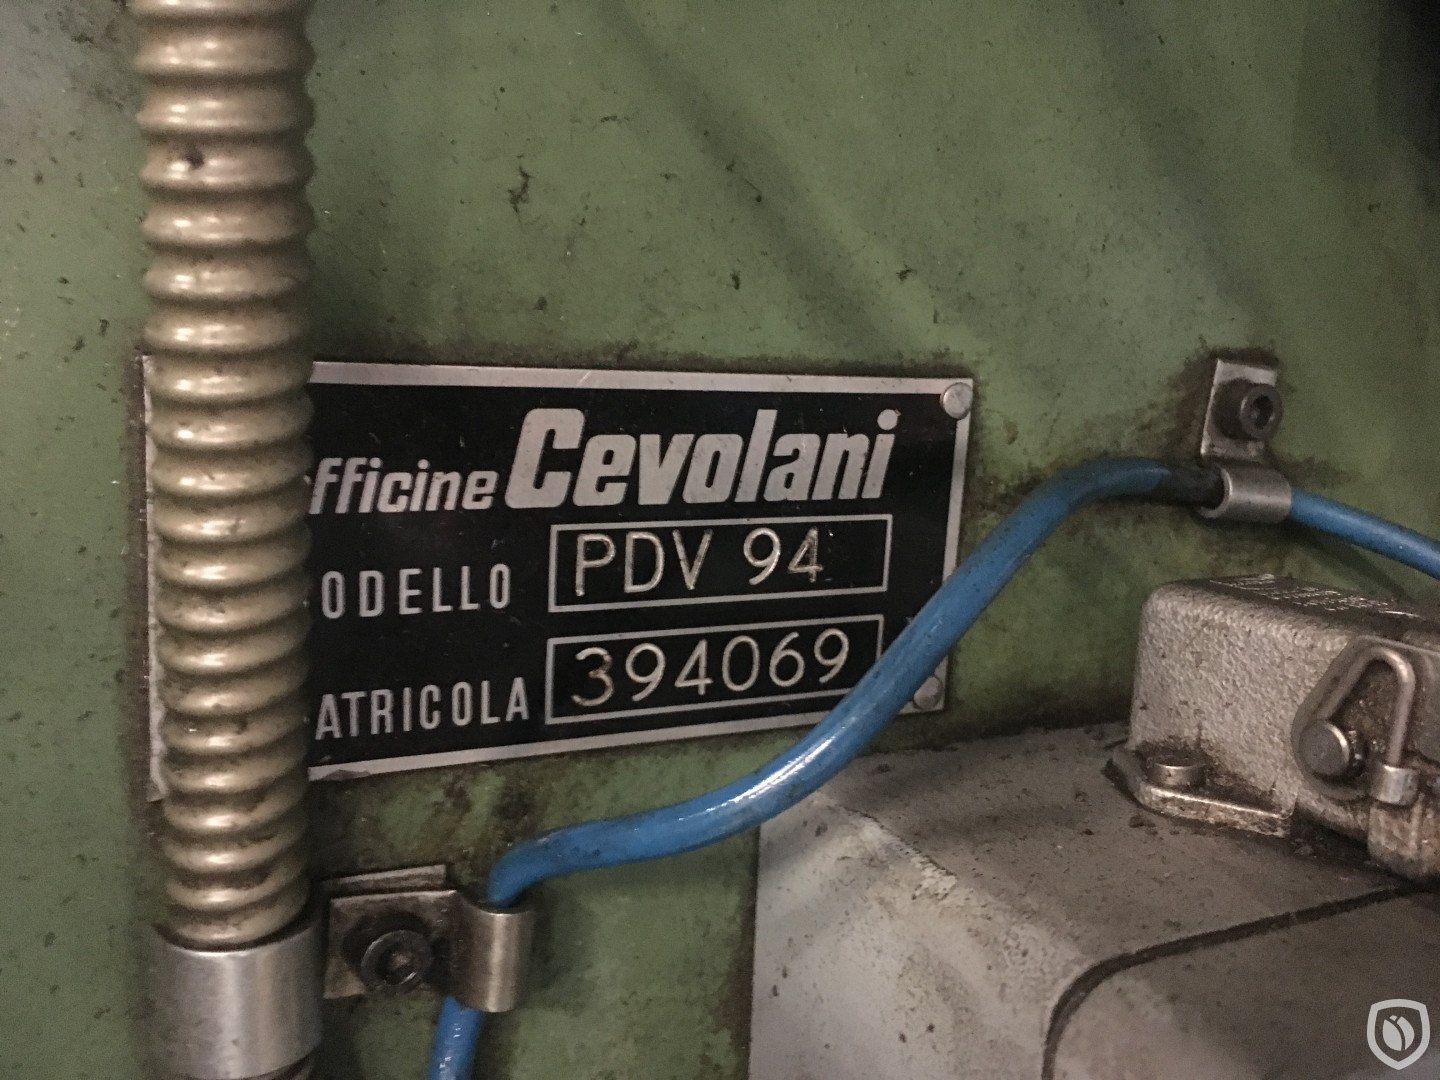 fficine Cevolani
ODELLO PDV 94
ATRICOLA 394069